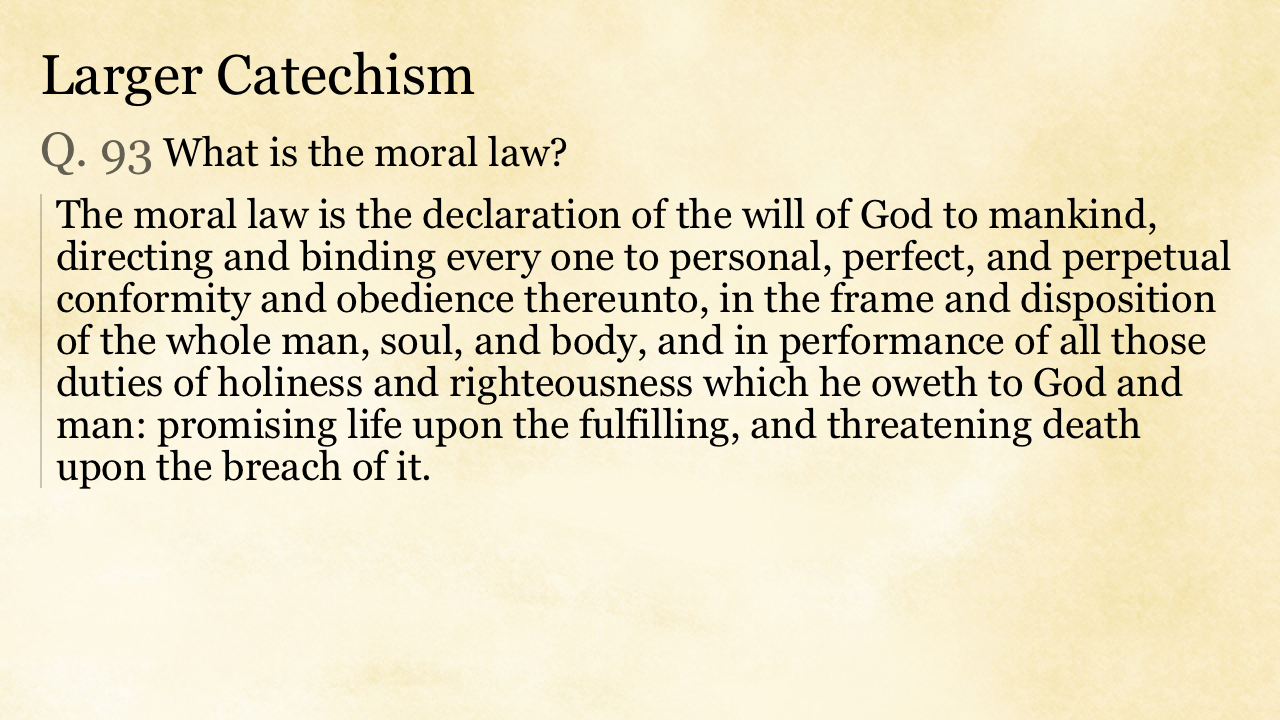 Larger Catechism
Q. 93 What is the moral law?
The moral law is the declaration of the will of God to mankind,
directing and binding every one to personal, perfect, and perpetual
conformity and obedience thereunto, in the frame and disposition
of the whole man, soul, and body, and in performance of all those
duties of holiness and righteousness which he oweth to God and
man: promising life upon the fulfilling, and threatening death
upon the breach of it.